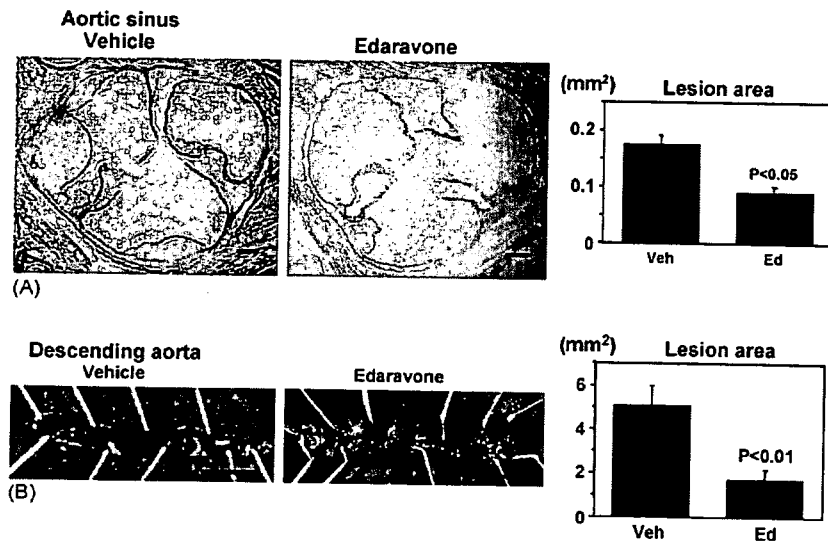 Aortic sinus
Vehicle
Edaravone
(mm²)
Lesion area
0.2
0.1
0
P<0.05
Veh
Ed
(A)
Descending aorta
Vehicle
Edaravone
(mm²)
Lesion area
6
4
2
0
P<0.01
Veh
Ed
(B)